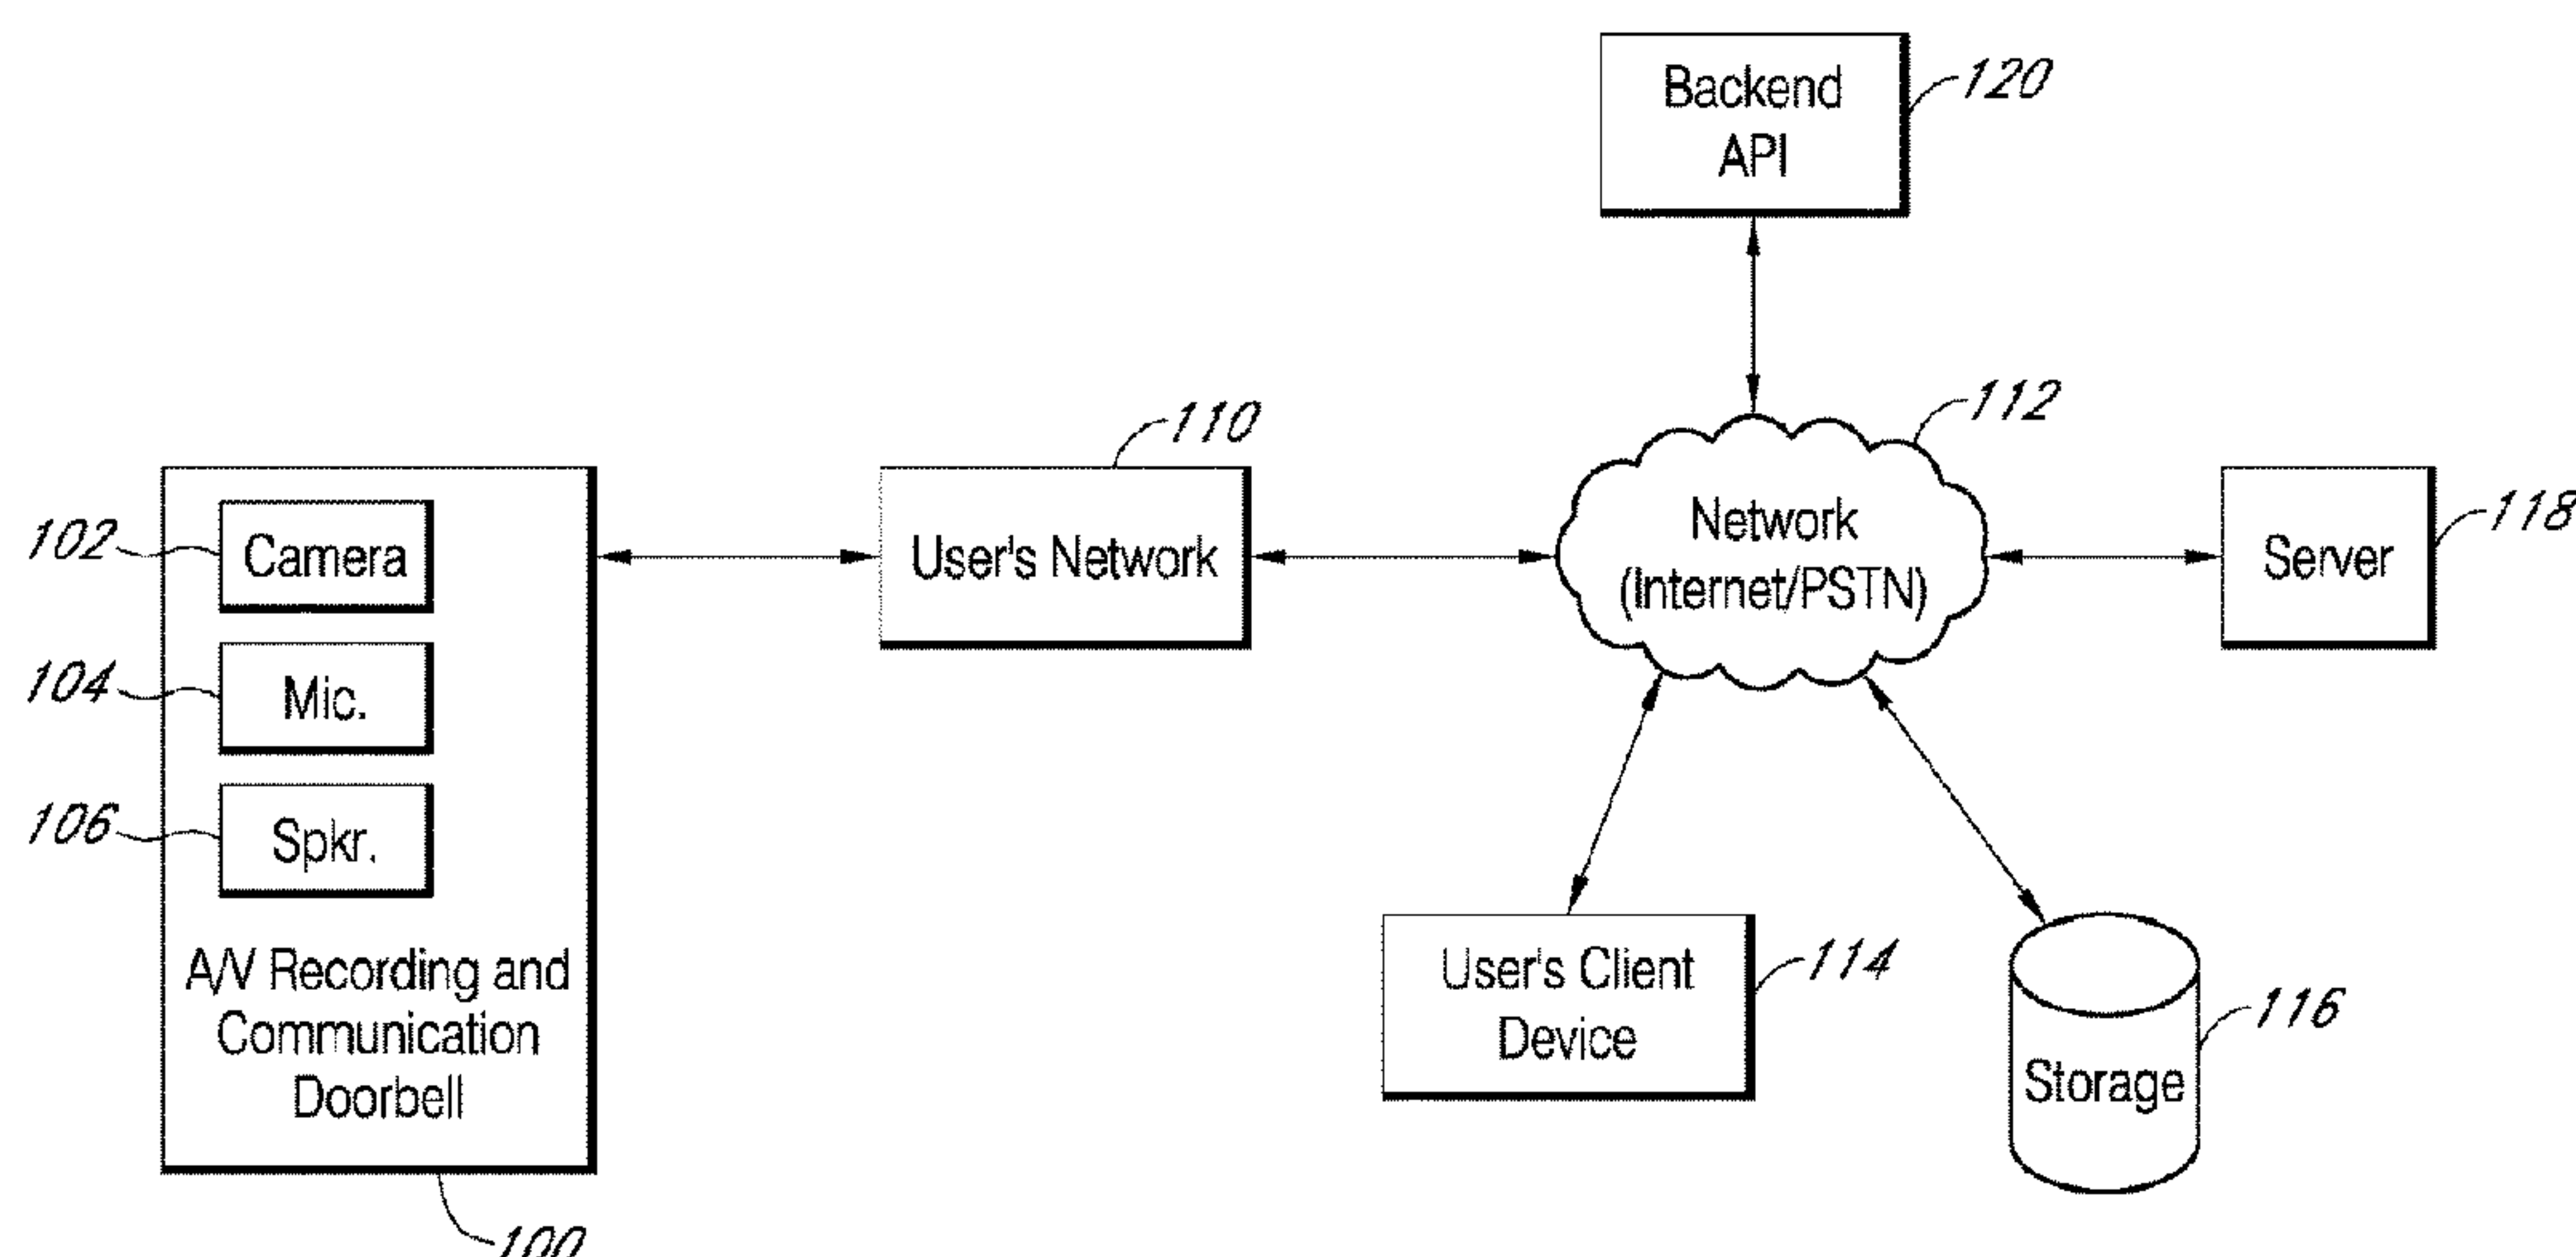 Backend
API
120
112
110
Network
(Internet/PSTN)
User's Network
Server
118
102
Camera
104
Mic.
106
Spkr.
A/V Recording and
Communication
Doorbell
100
User's Client
Device
114
116
Storage